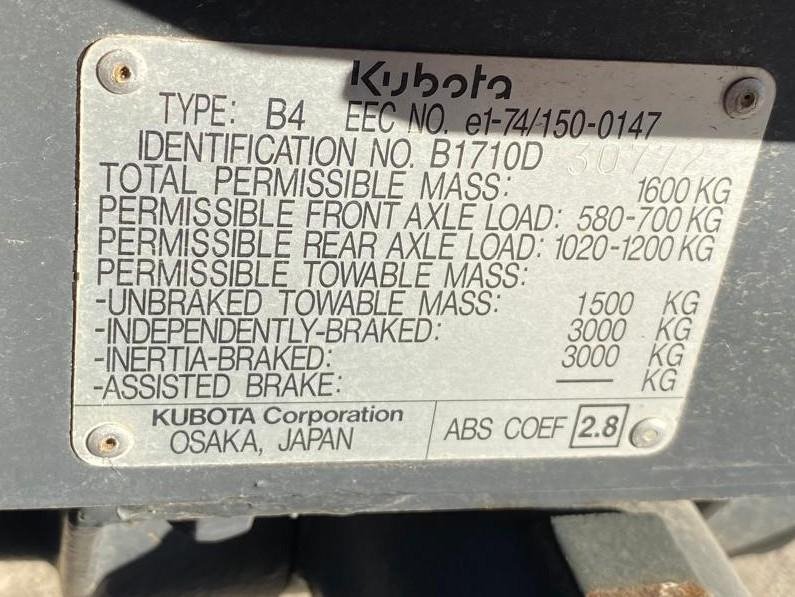 Kubota
TYPE: B4 EEC NO. e1-74/150-0147
IDENTIFICATION NO. B1710D 30772
TOTAL PERMISSIBLE MASS: 1600 KG
PERMISSIBLE FRONT AXLE LOAD: 580-700 KG
PERMISSIBLE REAR AXLE LOAD: 1020-1200 KG
PERMISSIBLE TOWABLE MASS:
-UNBRAKED TOWABLE MASS: 1500 KG
-INDEPENDENTLY-BRAKED: 3000 KG
-INERTIA-BRAKED: 3000 KG
-ASSISTED BRAKE: — KG
KUBOTA Corporation
OSAKA, JAPAN
ABS COEF 2.8